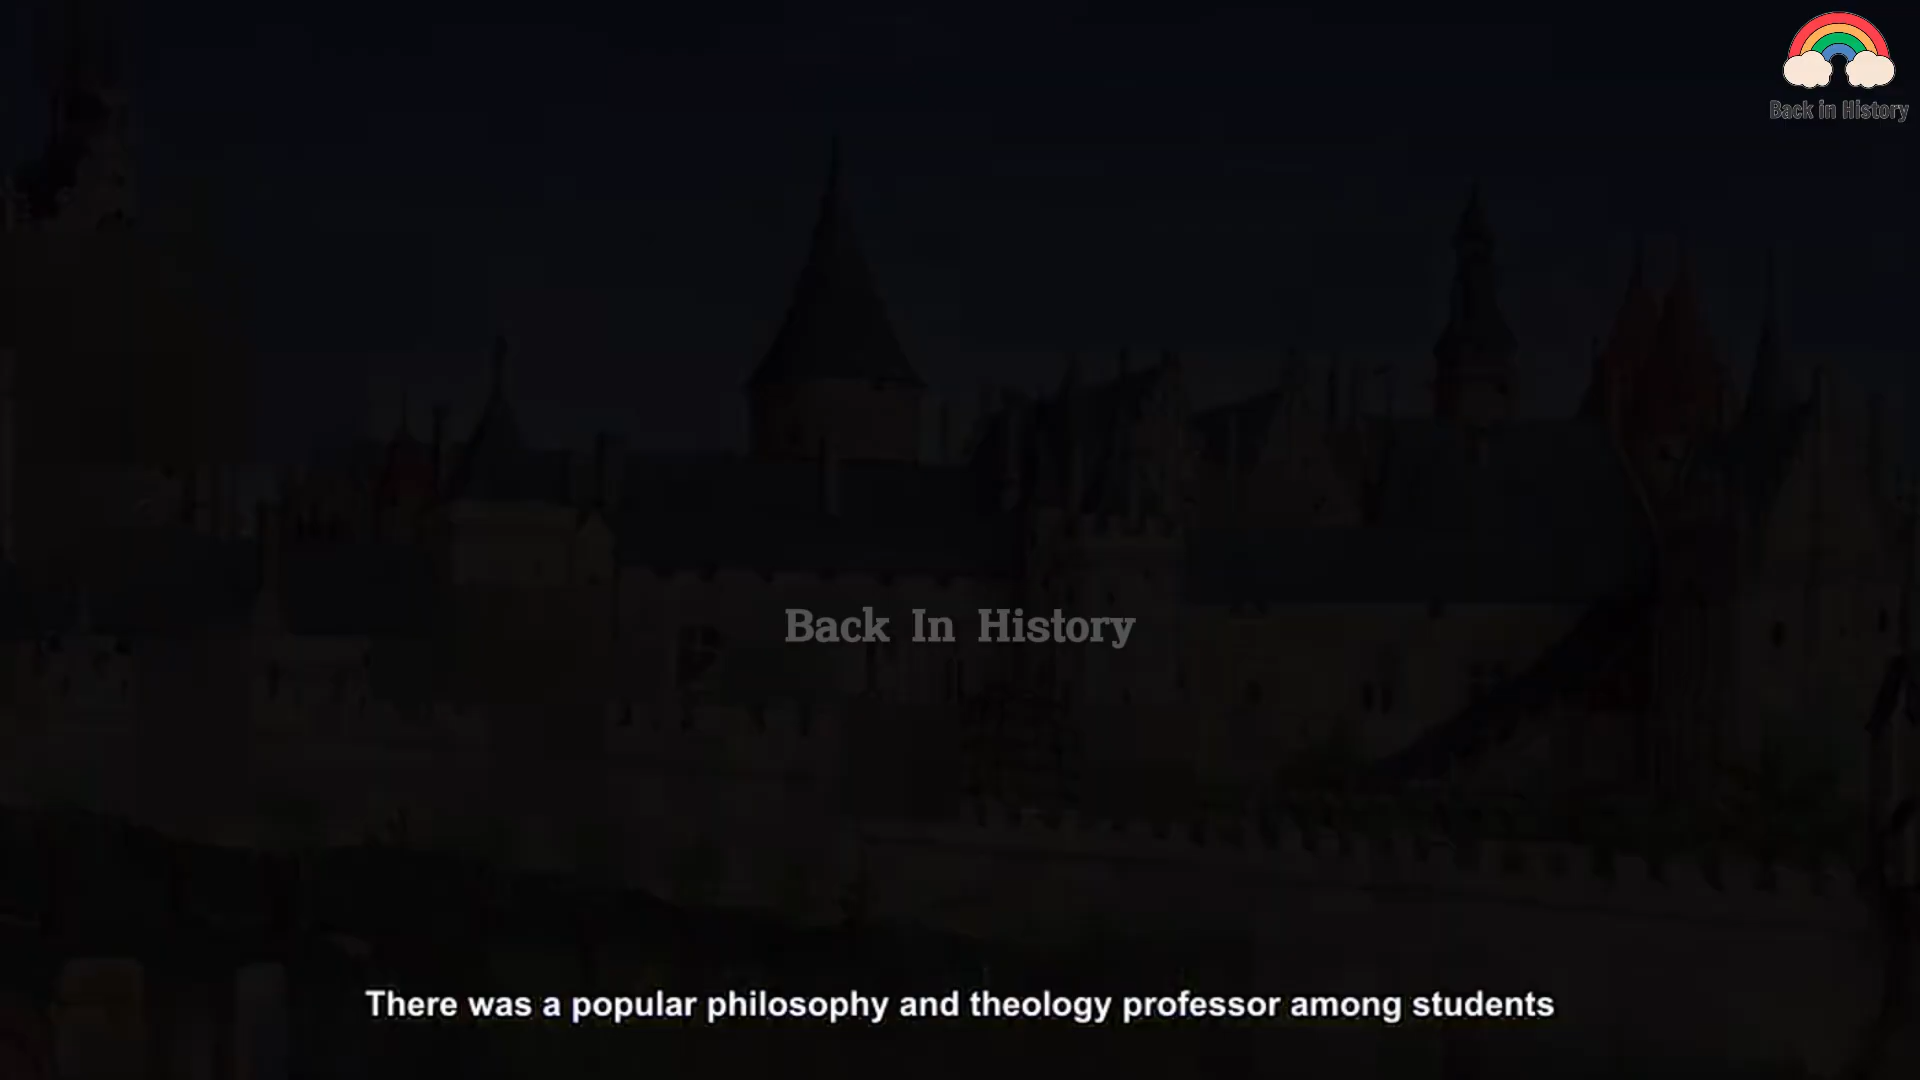 Back in History
Back In History
There was a popular philosophy and theology professor among students